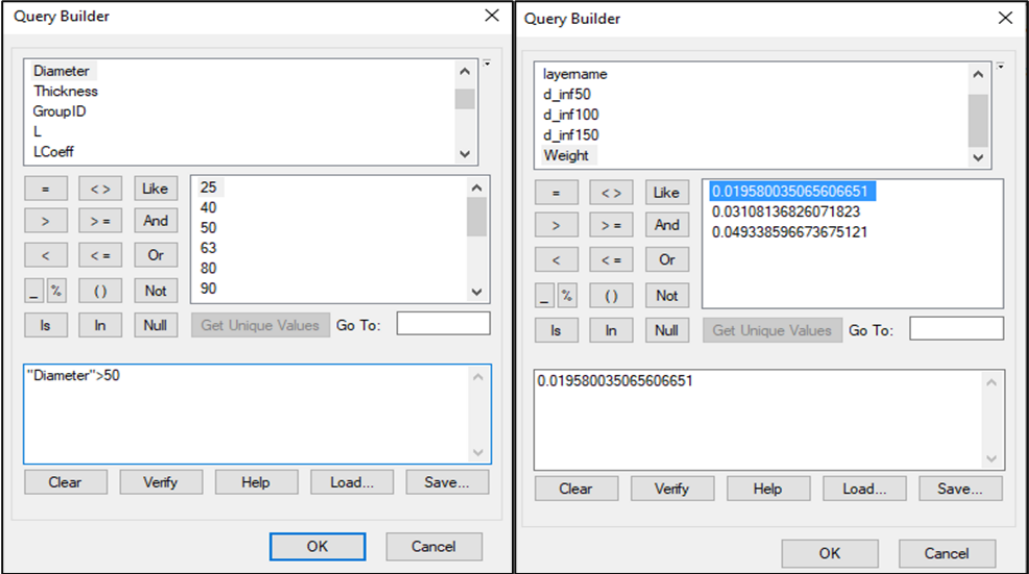 Query Builder
Diameter
Thickness
GroupID
L
LCoeff
= <> Like
> >= And
< <= Or
_ % () Not
Is In Null
25
40
50
63
80
90
Get Unique Values Go To:
"Diameter">50
Clear Verify Help Load... Save...
OK Cancel
Query Builder
layername
d_inf50
d_inf100
d_inf150
Weight
= <> Like
> >= And
< <= Or
_ % () Not
Is In Null
0.019580035065606651
0.03108136826071823
0.049338596673675121
Get Unique Values Go To:
0.019580035065606651
Clear Verify Help Load... Save...
OK Cancel